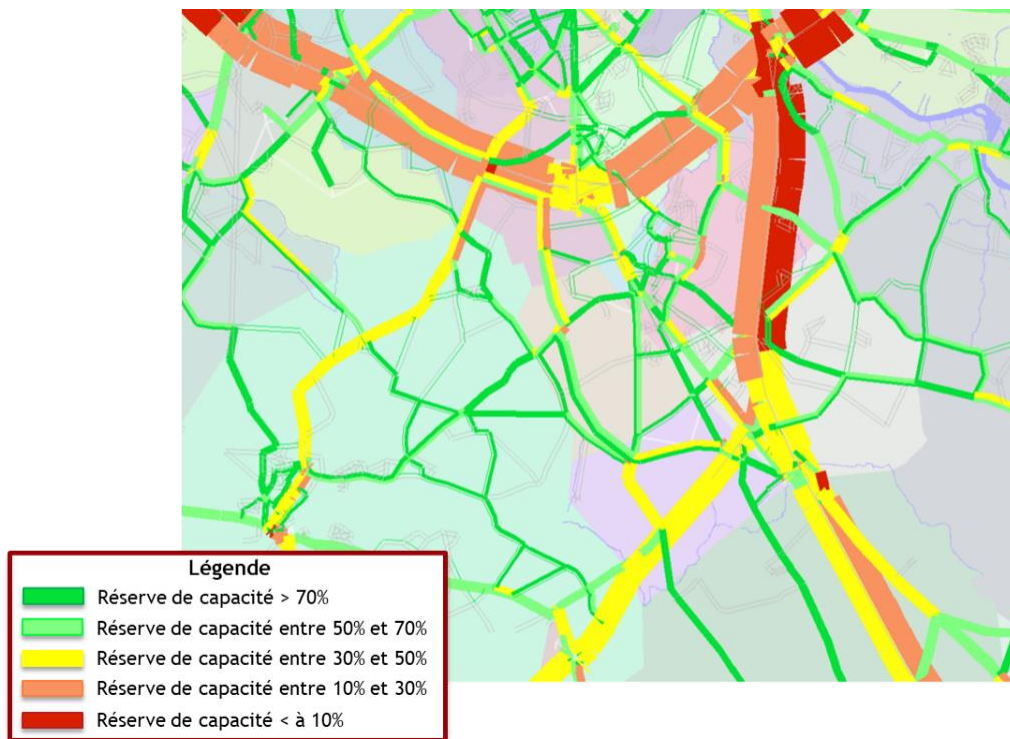 Légende
Réserve de capacité > 70%
Réserve de capacité entre 50% et 70%
Réserve de capacité entre 30% et 50%
Réserve de capacité entre 10% et 30%
Réserve de capacité < à 10%